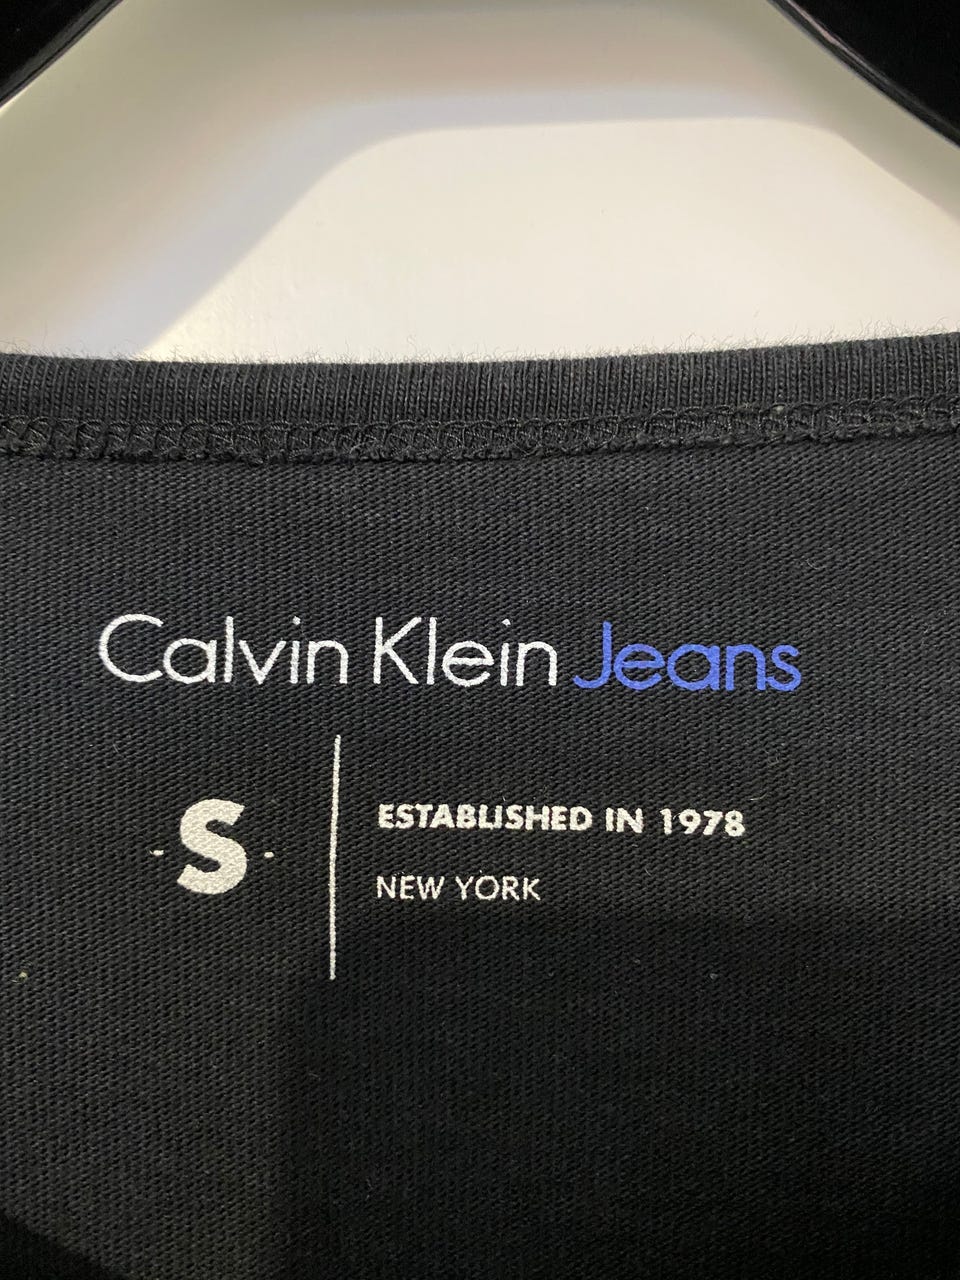 Calvin Klein Jeans
- S -
ESTABLISHED IN 1978
NEW YORK